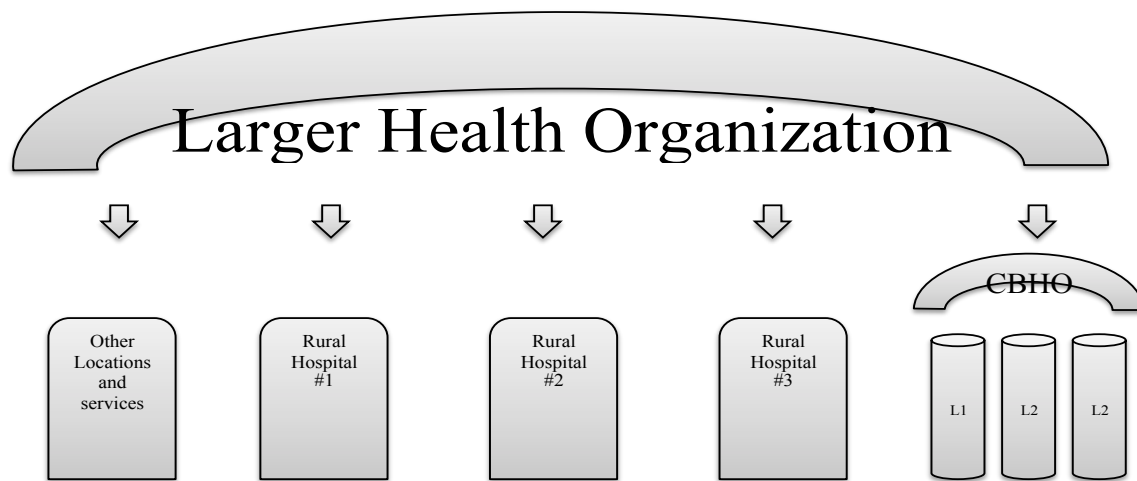 Larger Health Organization
CBHO
Other
Locations
and
services
Rural
Hospital
#1
Rural
Hospital
#2
Rural
Hospital
#3
L1
L2
L2